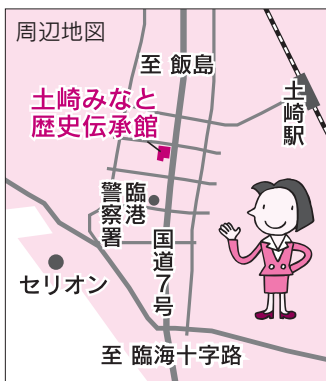 周辺地図
至 飯島
土崎みなと
歴史伝承館
土崎駅
臨港
警察署
国道7号
セリオン
至 臨海十字路